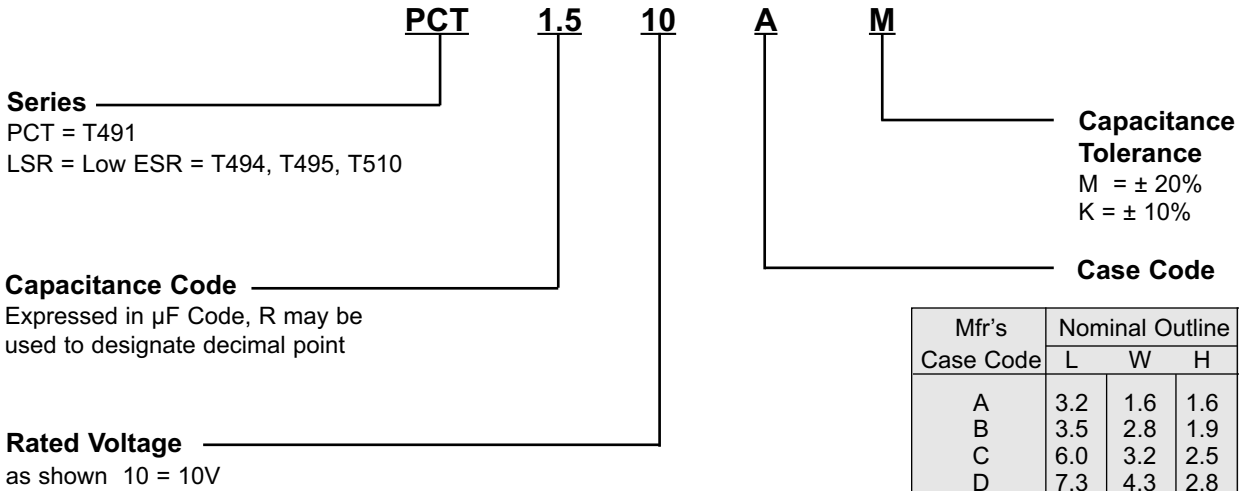 PCT 1.5 10 A M
Series
PCT = T491
LSR = Low ESR = T494, T495, T510
Capacitance Code
Expressed in µF Code, R may be
used to designate decimal point
Rated Voltage
as shown 10 = 10V
Capacitance
Tolerance
M = ± 20%
K = ± 10%
Case Code
Mfr's Nominal Outline
Case Code L W H
A 3.2 1.6 1.6
B 3.5 2.8 1.9
C 6.0 3.2 2.5
D 7.3 4.3 2.8